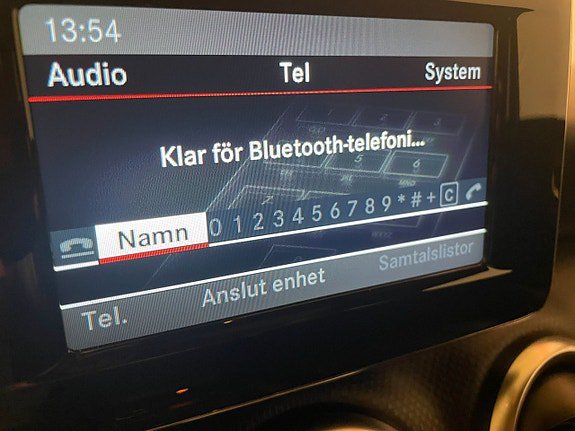 13:54
Audio Tel System
Klar för Bluetooth-telefoni...
Namn 0 1 2 3 4 5 6 7 8 9 * # + C
Tel. Anslut enhet Samtalslistor